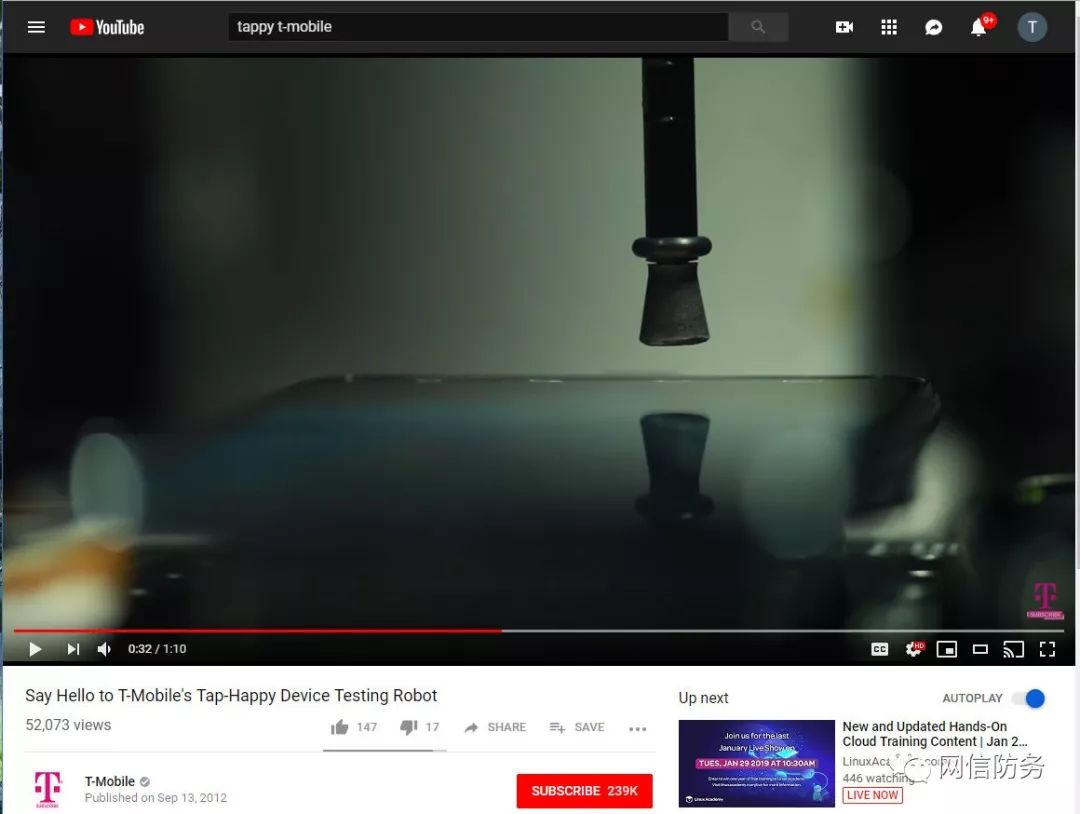 YouTube
tappy t-mobile
9+
T
SUBSCRIBE
0:32 / 1:10
CC
HD
Say Hello to T-Mobile's Tap-Happy Device Testing Robot
52,073 views
147
17
SHARE
SAVE
T-Mobile
Published on Sep 13, 2012
SUBSCRIBE 239K
Up next
AUTOPLAY
Join us for the last
January Live Show on
TUES, JAN 29 2019 AT 10:30AM
Linux Academy
New and Updated Hands-On
Cloud Training Content | Jan 2...
446 watching
LIVE NOW
网信防务